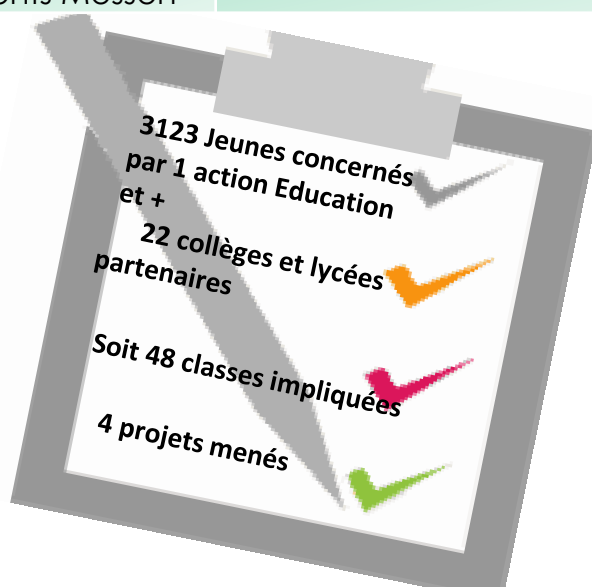 3123 Jeunes concernés
par 1 action Education
et +
22 collèges et lycées
partenaires
Soit 48 classes impliquées
4 projets menés